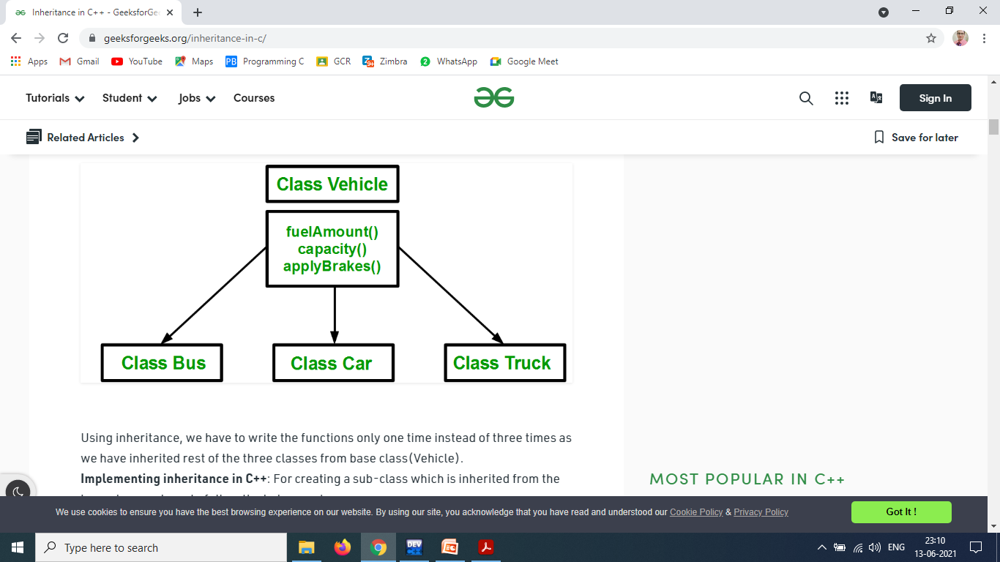 Inheritance in C++ - GeeksforGe
geeksforgeeks.org/inheritance-in-c/
Apps Gmail YouTube Maps PB Programming C GCR Zimbra 2 WhatsApp Google Meet
Tutorials Student Jobs Courses Sign In
Related Articles Save for later
Class Vehicle
fuelAmount()
capacity()
applyBrakes()
Class Bus Class Car Class Truck
Using inheritance, we have to write the functions only one time instead of three times as
we have inherited rest of the three classes from base class(Vehicle).
Implementing inheritance in C++: For creating a sub-class which is inherited from the
MOST POPULAR IN C++
We use cookies to ensure you have the best browsing experience on our website. By using our site, you acknowledge that you have read and understood our Cookie Policy & Privacy Policy Got It !
Type here to search DEV ENG 23:10
13-06-2021